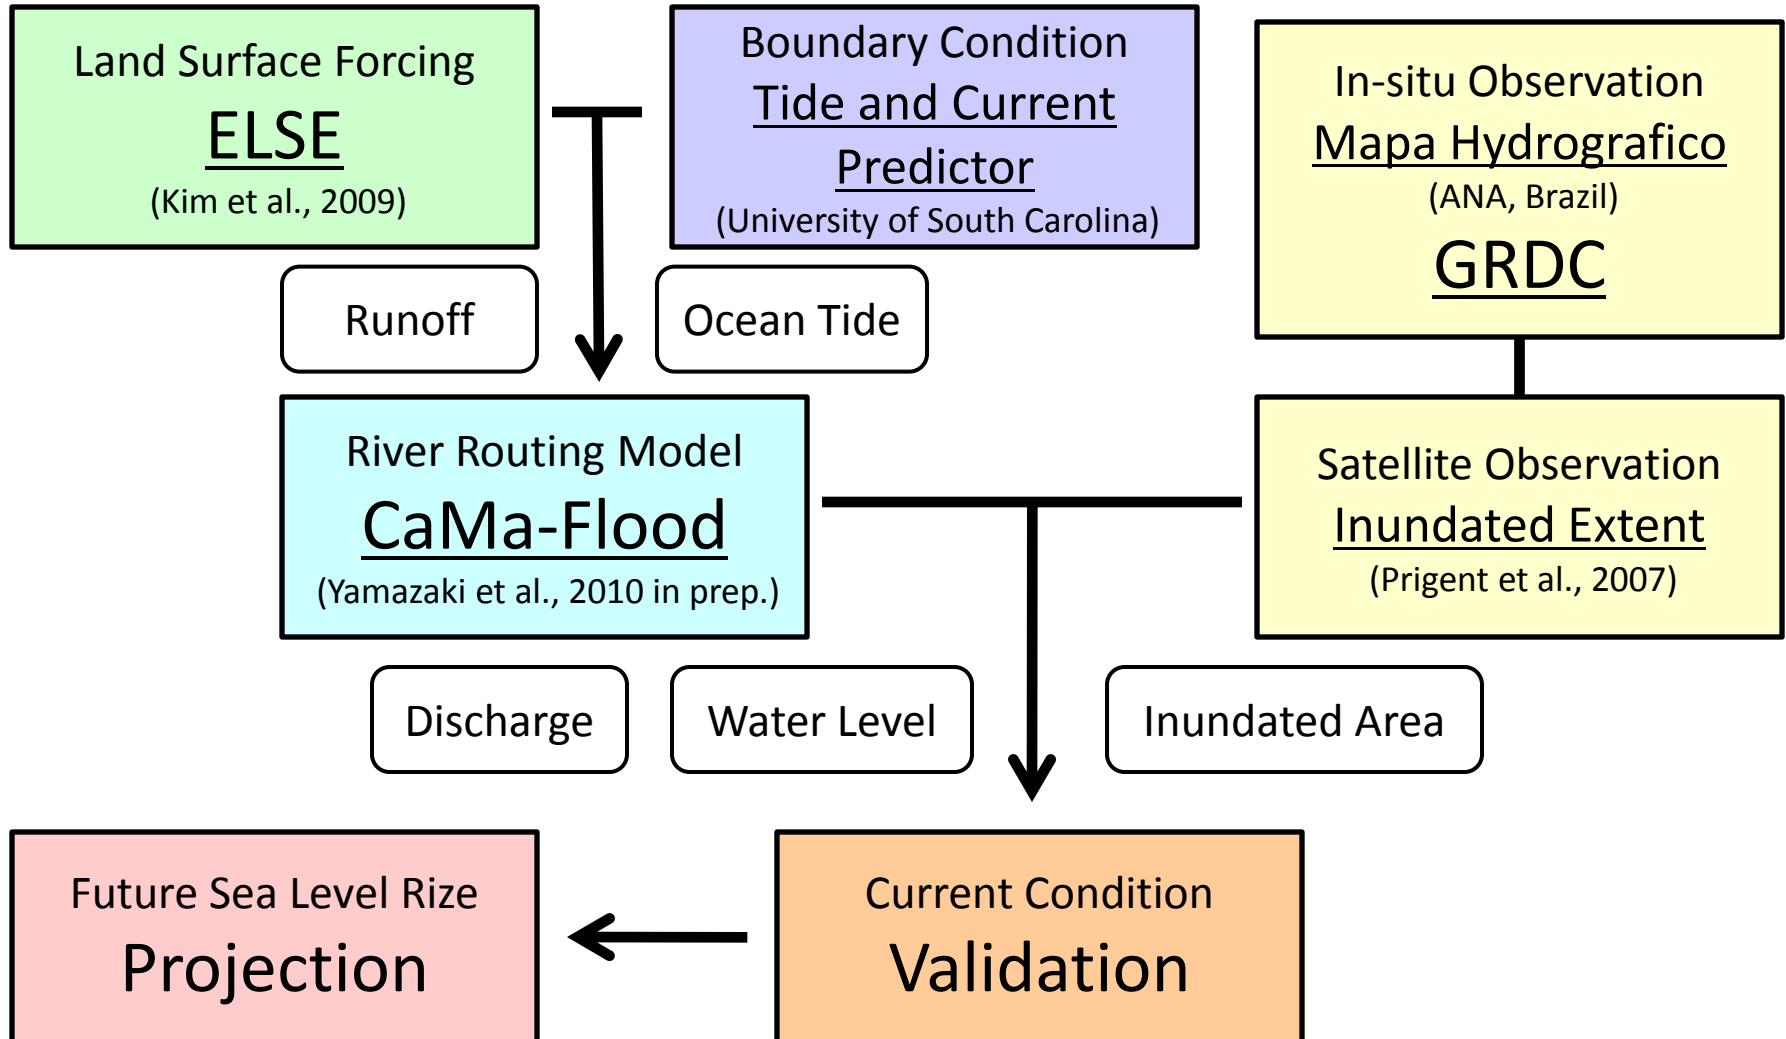 Land Surface Forcing
ELSE
(Kim et al., 2009)
Boundary Condition
Tide and Current
Predictor
(University of South Carolina)
In-situ Observation
Mapa Hydrografico
(ANA, Brazil)
GRDC
Runoff
Ocean Tide
River Routing Model
CaMa-Flood
(Yamazaki et al., 2010 in prep.)
Satellite Observation
Inundated Extent
(Prigent et al., 2007)
Discharge
Water Level
Inundated Area
Future Sea Level Rize
Projection
Current Condition
Validation